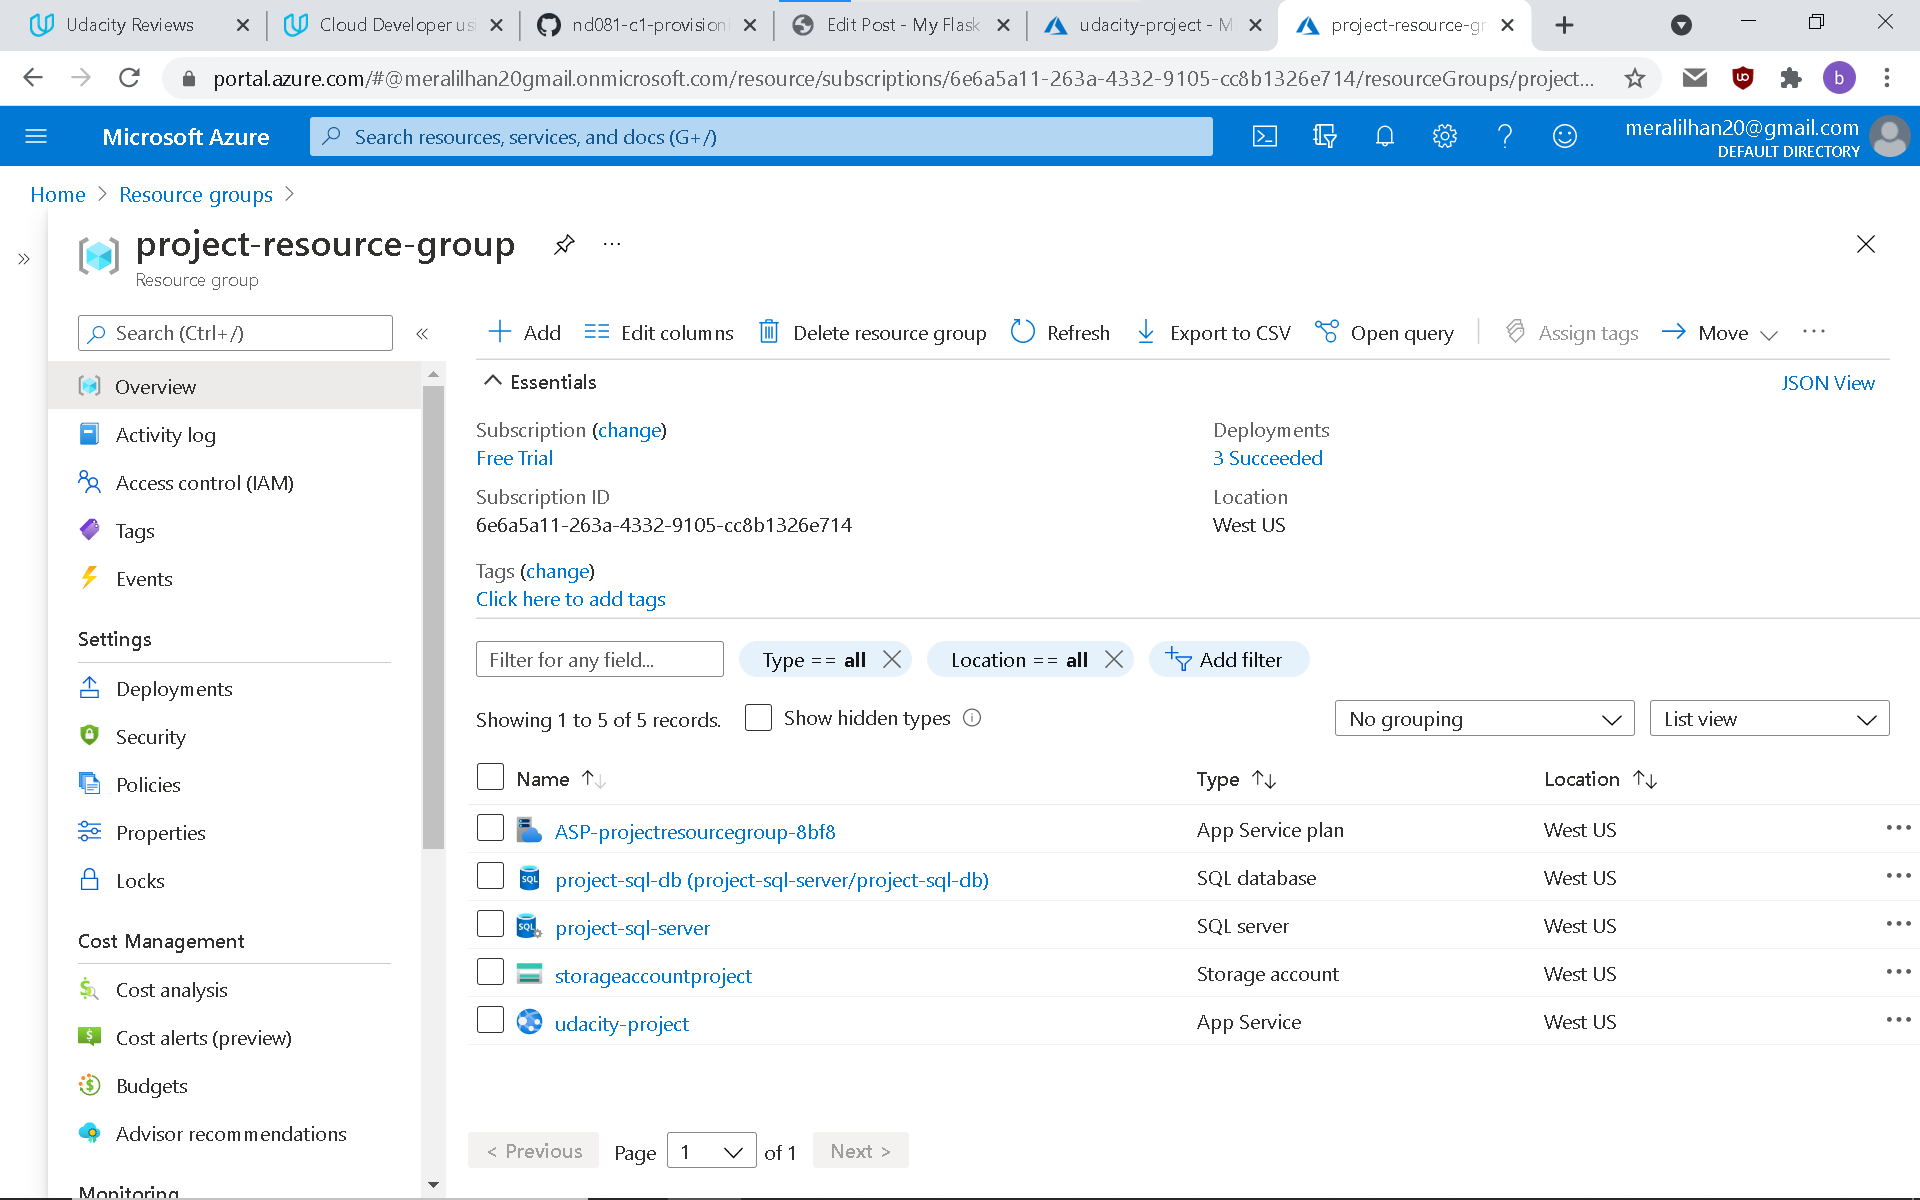 Udacity Reviews
Cloud Developer us
nd081-c1-provision
Edit Post - My Flask
udacity-project - M
project-resource-gr
portal.azure.com/#@meralilhan20gmail.onmicrosoft.com/resource/subscriptions/6e6a5a11-263a-4332-9105-cc8b1326e714/resourceGroups/project...
b
Microsoft Azure
Search resources, services, and docs (G+/)
meralilhan20@gmail.com
DEFAULT DIRECTORY
Home > Resource groups >
project-resource-group
Resource group
Search (Ctrl+/)
Add
Edit columns
Delete resource group
Refresh
Export to CSV
Open query
Assign tags
Move
Overview
Activity log
Access control (IAM)
Tags
Events
Settings
Deployments
Security
Policies
Properties
Locks
Cost Management
Cost analysis
Cost alerts (preview)
Budgets
Advisor recommendations
Monitoring
Essentials
JSON View
Subscription (change)
Free Trial
Subscription ID
6e6a5a11-263a-4332-9105-cc8b1326e714
Deployments
3 Succeeded
Location
West US
Tags (change)
Click here to add tags
Filter for any field...
Type == all
Location == all
Add filter
Showing 1 to 5 of 5 records.
Show hidden types
No grouping
List view
Name Type Location
ASP-projectresourcegroup-8bf8 App Service plan West US
project-sql-db (project-sql-server/project-sql-db) SQL database West US
project-sql-server SQL server West US
storageaccountproject Storage account West US
udacity-project App Service West US
< Previous Page 1 of 1 Next >